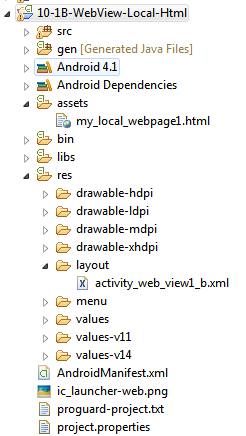 10-1B-WebView-Local-Html
src
gen [Generated Java Files]
Android 4.1
Android Dependencies
assets
my_local_webpage1.html
bin
libs
res
drawable-hdpi
drawable-ldpi
drawable-mdpi
drawable-xhdpi
layout
activity_web_view1_b.xml
menu
values
values-v11
values-v14
AndroidManifest.xml
ic_launcher-web.png
proguard-project.txt
project.properties